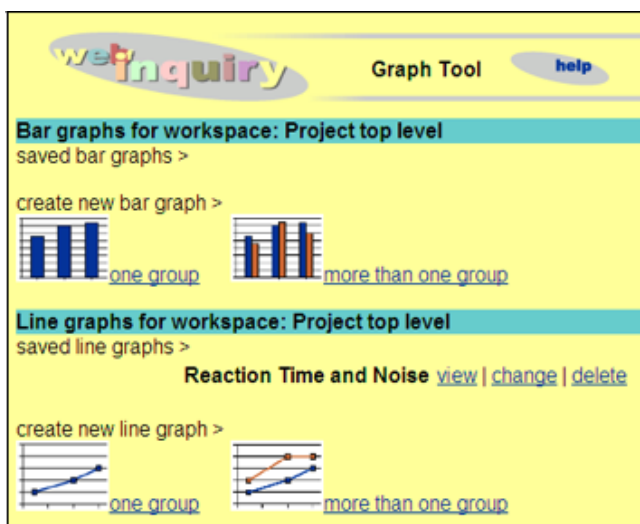 web inquiry Graph Tool help
Bar graphs for workspace: Project top level
saved bar graphs >
create new bar graph >
one group more than one group
Line graphs for workspace: Project top level
saved line graphs >
Reaction Time and Noise view | change | delete
create new line graph >
one group more than one group